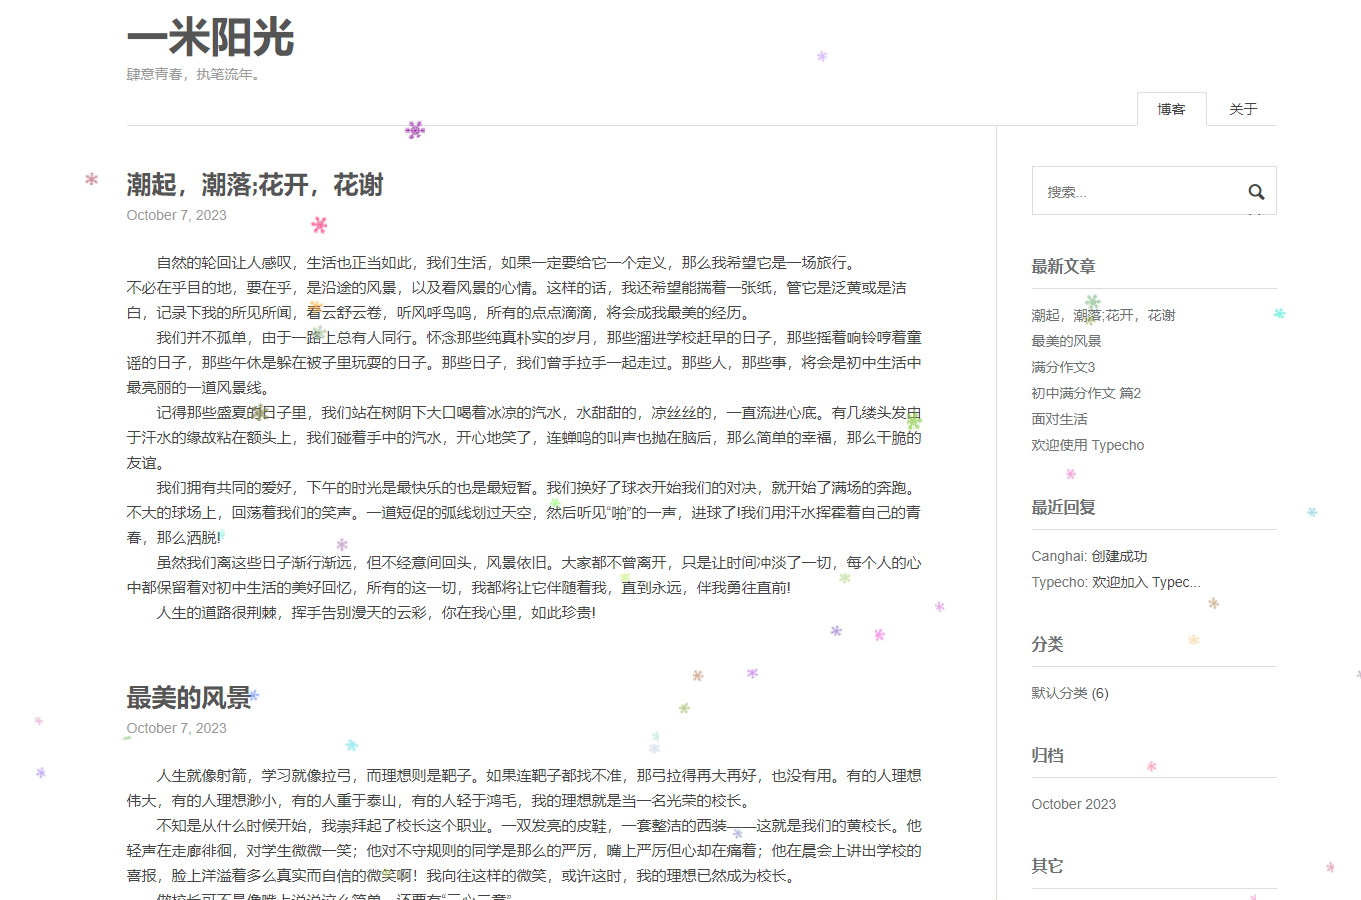 一米阳光
肆意青春，执笔流年。
博客
关于
潮起，潮落;花开，花谢
October 7, 2023
自然的轮回让人感叹，生活也正当如此，我们生活，如果一定要给它一个定义，那么我希望它是一场旅行。
不必在乎目的地，要在乎，是沿途的风景，以及看风景的心情。这样的话，我还希望能揣着一张纸，管它是泛黄或是洁
白，记录下我的所见所闻，看云舒云卷，听风呼鸟鸣，所有的点点滴滴，将会成我最美的经历。
我们并不孤单，由于一路上总有人同行。怀念那些纯真朴实的岁月，那些溜进学校赶早的日子，那些摇着响铃哼着童
谣的日子，那些午休是躲在被子里玩耍的日子。那些日子，我们曾手拉手一起走过。那些人，那些事，将会是初中生活中
最亮丽的一道风景线。
记得那些盛夏的日子里，我们站在树阴下大口喝着冰凉的汽水，水甜甜的，凉丝丝的，一直流进心底。有几缕头发由
于汗水的缘故粘在额头上，我们碰着手中的汽水，开心地笑了，连蝉鸣的叫声也抛在脑后，那么简单的幸福，那么干脆的
友谊。
我们拥有共同的爱好，下午的时光是最快乐的也是最短暂。我们换好了球衣开始我们的对决，就开始了满场的奔跑。
不大的球场上，回荡着我们的笑声。一道短促的弧线划过天空，然后听见“啪”的一声，进球了!我们用汗水挥霍着自己的青
春，那么洒脱!
虽然我们离这些日子渐行渐远，但不经意间回头，风景依旧。大家都不曾离开，只是让时间冲淡了一切，每个人的心
中都保留着对初中生活的美好回忆，所有的这一切，我都将让它伴随着我，直到永远，伴我勇往直前!
人生的道路很荆棘，挥手告别漫天的云彩，你在我心里，如此珍贵!
最美的风景
October 7, 2023
人生就像射箭，学习就像拉弓，而理想则是靶子。如果连靶子都找不准，那弓拉得再大再好，也没有用。有的人理想
伟大，有的人理想渺小，有的人重于泰山，有的人轻于鸿毛，我的理想就是当一名光荣的校长。
不知是从什么时候开始，我崇拜起了校长这个职业。一双发亮的皮鞋，一套整洁的西装——这就是我们的黄校长。他
轻声在走廊徘徊，对学生微微一笑；他对不守规则的同学是那么的严厉，嘴上严厉但心却在痛着；他在晨会上讲出学校的
喜报，脸上洋溢着多么真实而自信的微笑啊！我向往这样的微笑，或许这时，我的理想已然成为校长。
做校长可不是像嘴上说说这么简单，还要有“三心二意”
搜索...
最新文章
潮起，潮落;花开，花谢
最美的风景
满分作文3
初中满分作文 篇2
面对生活
欢迎使用 Typecho
最近回复
Canghai: 创建成功
Typecho: 欢迎加入 Typec...
分类
默认分类 (6)
归档
October 2023
其它